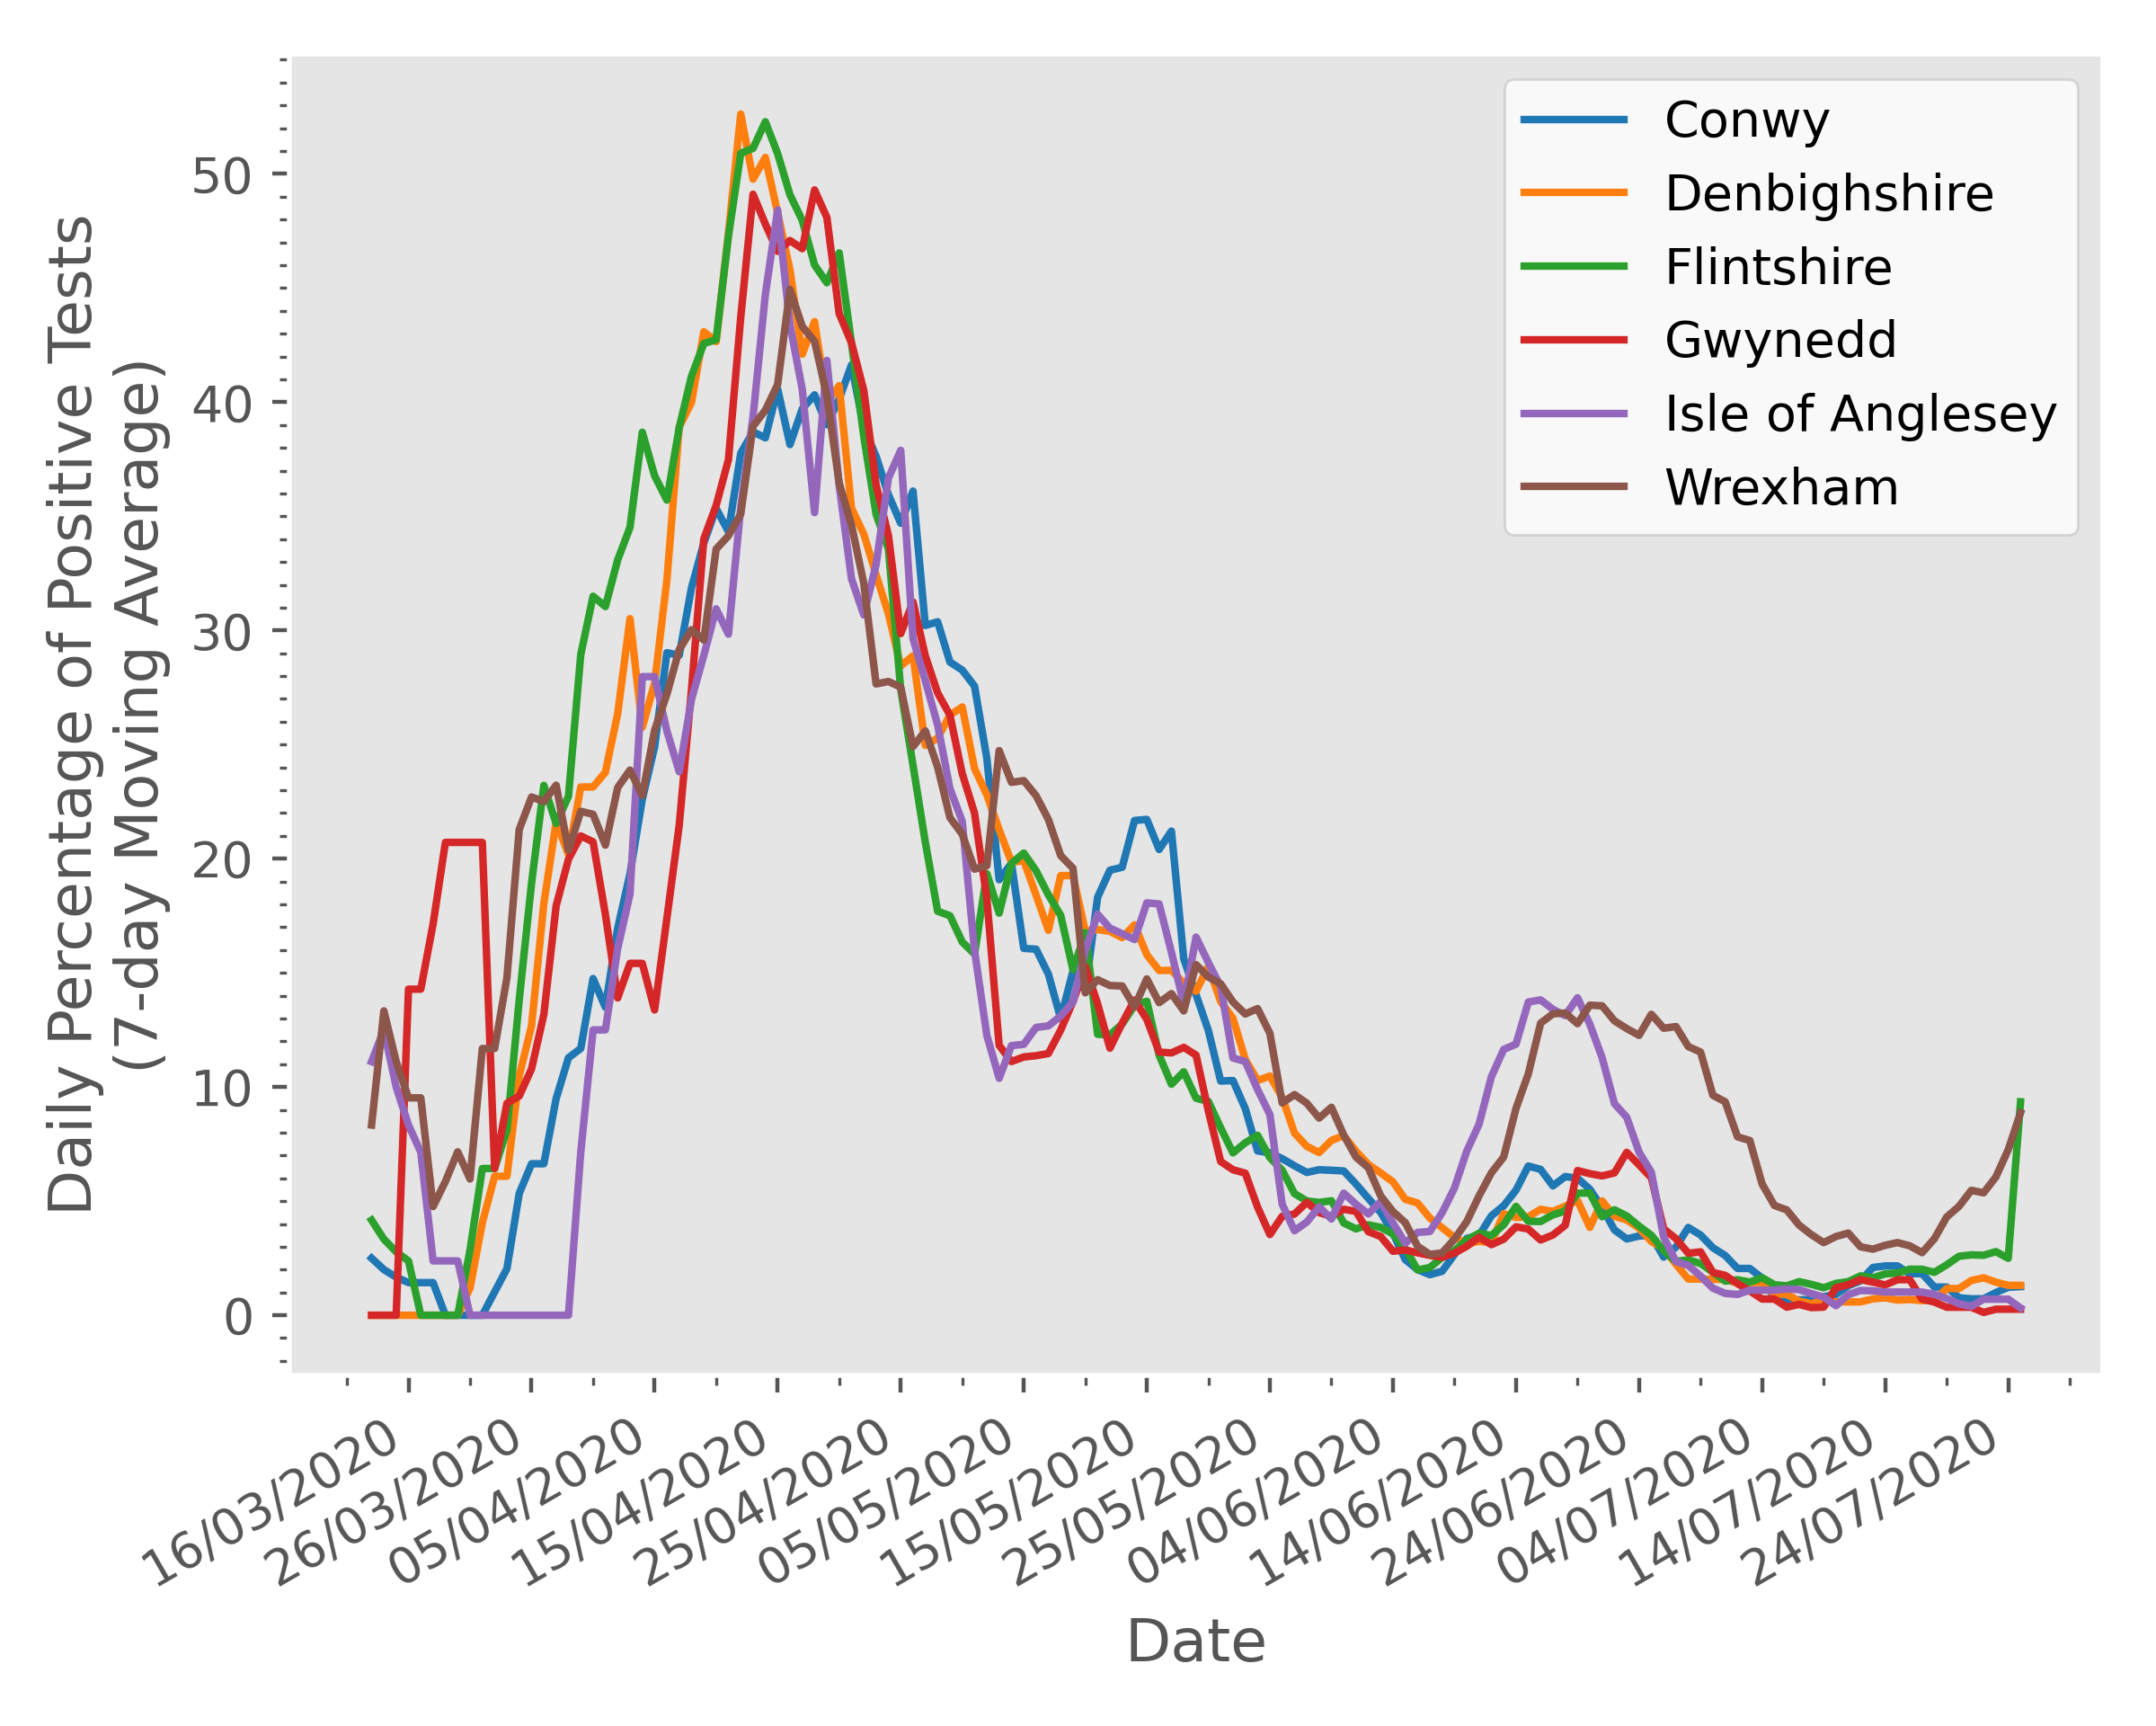 Daily Percentage of Positive Tests
(7-day Moving Average)
50
40
30
20
10
0
Conwy
Denbighshire
Flintshire
Gwynedd
Isle of Anglesey
Wrexham
16/03/2020
26/03/2020
05/04/2020
15/04/2020
25/04/2020
05/05/2020
15/05/2020
25/05/2020
04/06/2020
14/06/2020
24/06/2020
04/07/2020
14/07/2020
24/07/2020
Date